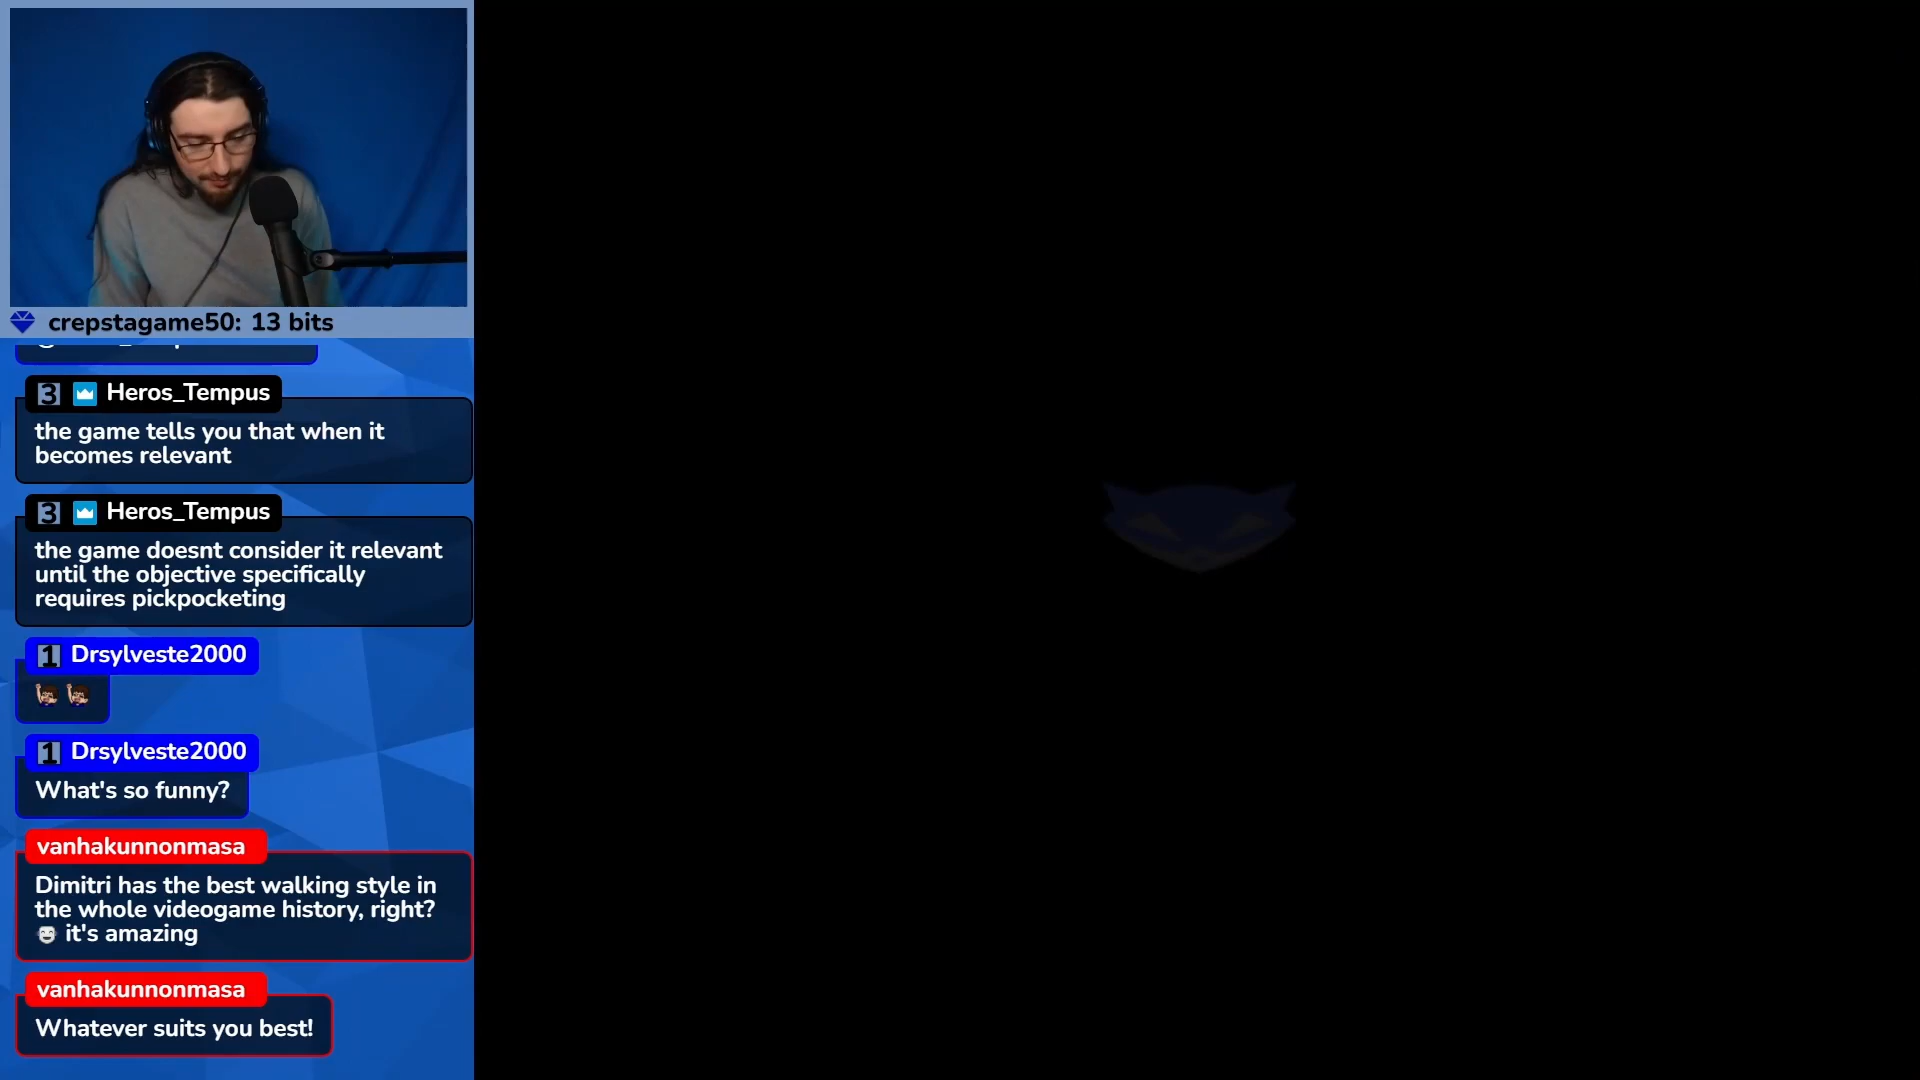 crepstagame50: 13 bits
3 Heros_Tempus
the game tells you that when it
becomes relevant
3 Heros_Tempus
the game doesnt consider it relevant
until the objective specifically
requires pickpocketing
1 Drsylveste2000
1 Drsylveste2000
What's so funny?
vanhakunnonmasa
Dimitri has the best walking style in
the whole videogame history, right?
it's amazing
vanhakunnonmasa
Whatever suits you best!